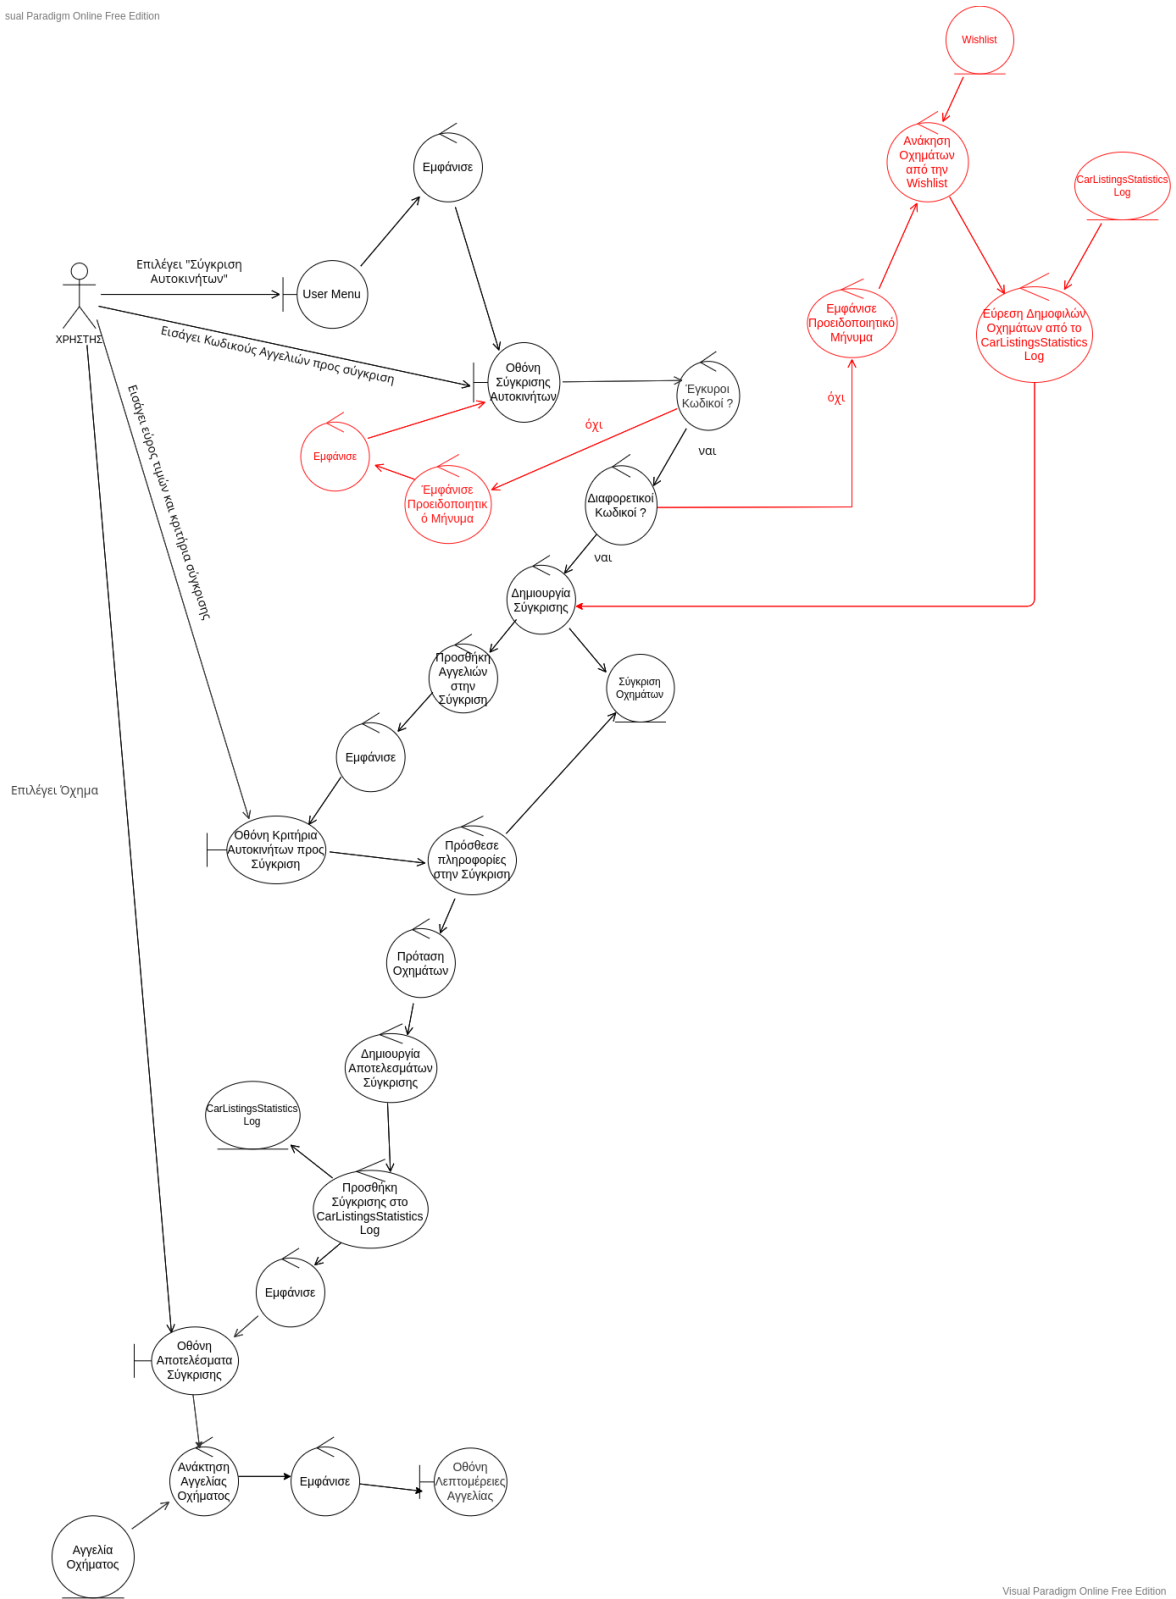 sual Paradigm Online Free Edition
Wishlist
Ανάκηση
Οχημάτων
από την
Wishlist
Εμφάνισε
CarListingsStatistics
Log
Επιλέγει "Σύγκριση
Αυτοκινήτων"
User Menu
ΧΡΗΣΤΗΣ
Εισάγει Κωδικούς Αγγελιών προς σύγκριση
Εμφάνισε
Προειδοποιητικό
Μήνυμα
Εύρεση Δημοφιλών
Οχημάτων από το
CarListingsStatistics
Log
Οθόνη
Σύγκρισης
Αυτοκινήτων
Έγκυροι
Κωδικοί ?
όχι
όχι
ναι
Εμφάνισε
Έμφάνισε
Προειδοποιητικ
ό Μήνυμα
Διαφορετικοί
Κωδικοί ?
ναι
Εισάγει εύρος τιμών και κριτήρια σύγκρισης
Δημιουργία
Σύγκρισης
Προσθήκη
Αγγελιών
στην
Σύγκριση
Σύγκριση
Οχημάτων
Εμφάνισε
Επιλέγει Όχημα
Οθόνη Κριτήρια
Αυτοκινήτων προς
Σύγκριση
Πρόσθεσε
πληροφορίες
στην Σύγκριση
Πρόταση
Οχημάτων
Δημιουργία
Αποτελεσμάτων
Σύγκρισης
CarListingsStatistics
Log
Προσθήκη
Σύγκρισης στο
CarListingsStatistics
Log
Εμφάνισε
Οθόνη
Αποτελέσματα
Σύγκρισης
Ανάκτηση
Αγγελίας
Οχήματος
Εμφάνισε
Οθόνη
Λεπτομέρειες
Αγγελίας
Αγγελία
Οχήματος
Visual Paradigm Online Free Edition